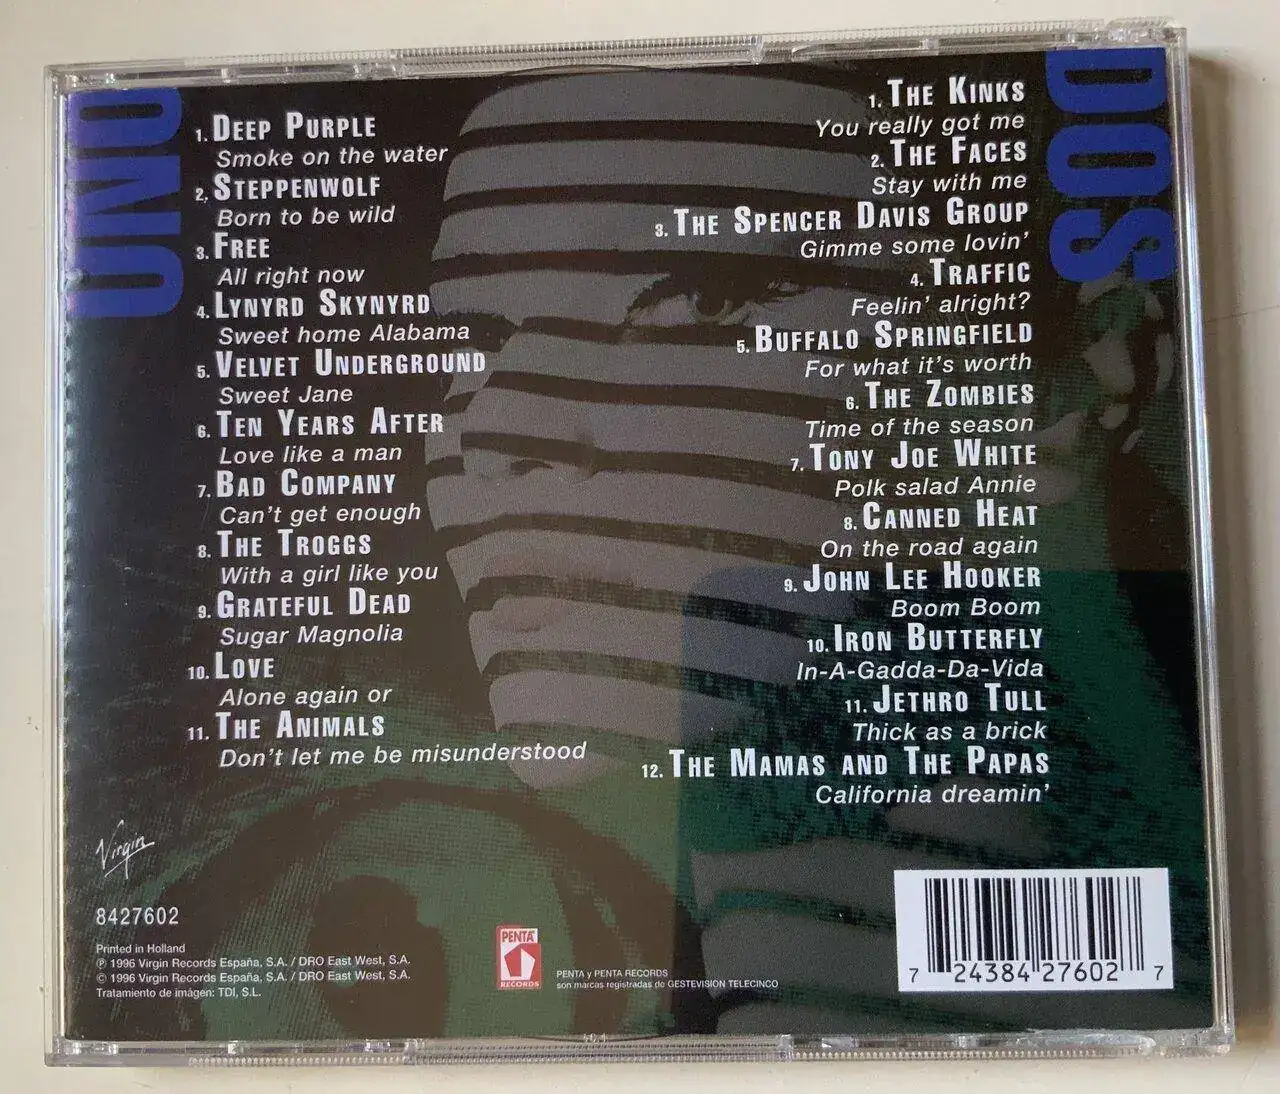 UNO
1. DEEP PURPLE
Smoke on the water
2. STEPPENWOLF
Born to be wild
3. FREE
All right now
4. LYNYRD SKYNYRD
Sweet home Alabama
5. VELVET UNDERGROUND
Sweet Jane
6. TEN YEARS AFTER
Love like a man
7. BAD COMPANY
Can't get enough
8. THE TROGGS
With a girl like you
9. GRATEFUL DEAD
Sugar Magnolia
10. LOVE
Alone again or
11. THE ANIMALS
Don't let me be misunderstood
DOS
1. THE KINKS
You really got me
2. THE FACES
Stay with me
3. THE SPENCER DAVIS GROUP
Gimme some lovin'
4. TRAFFIC
Feelin' alright?
5. BUFFALO SPRINGFIELD
For what it's worth
6. THE ZOMBIES
Time of the season
7. TONY JOE WHITE
Polk salad Annie
8. CANNED HEAT
On the road again
9. JOHN LEE HOOKER
Boom Boom
10. IRON BUTTERFLY
In-A-Gadda-Da-Vida
11. JETHRO TULL
Thick as a brick
12. THE MAMAS AND THE PAPAS
California dreamin'
Virgin
8427602
Printed in Holland
℗ 1996 Virgin Records España, S.A. / DRO East West, S.A.
© 1996 Virgin Records España, S.A. / DRO East West, S.A.
Tratamiento de imágen: TDI, S.L.
PENTA
RECORDS
PENTA y PENTA RECORDS
son marcas registradas de GESTEVISION TELECINCO
7 24384 27602 7